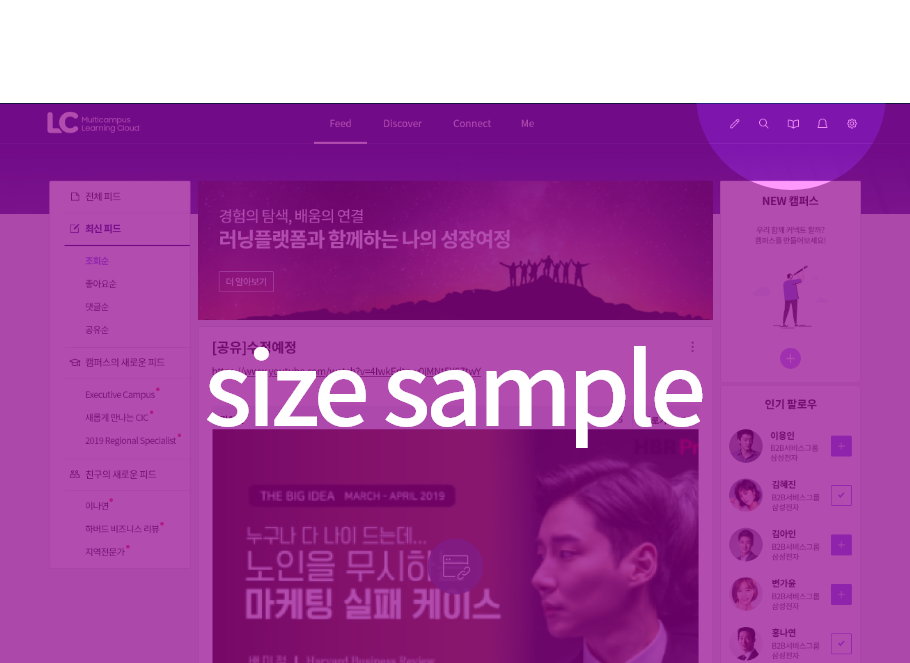 LC Multicampus
Learning Cloud
Feed
Discover
Connect
Me
전체 피드
최신 피드
조회순
좋아요순
댓글순
공유순
캠퍼스의 새로운 피드
Executive Campus
새롭게 만나는 CIC
2019 Regional Specialist
친구의 새로운 피드
이나연
하버드 비즈니스 리뷰
지역전문가
경험의 탐색, 배움의 연결
러닝플랫폼과 함께하는 나의 성장여정
더 알아보기
[공유]수정예정
size sample
THE BIG IDEA MARCH - APRIL 2019
누구나 다 나이 드는데...
노인을 무시하
마케팅 실패 케이스
Harvard Business Review
NEW 캠퍼스
우리 함께 커넥트 할까?
캠퍼스를 만들어보세요!
인기 팔로우
이용인
B2B서비스그룹
삼성전자
김혜진
B2B서비스그룹
삼성전자
김아인
B2B서비스그룹
삼성전자
변가윤
B2B서비스그룹
삼성전자
홍나연
B2B서비스그룹
삼성전자